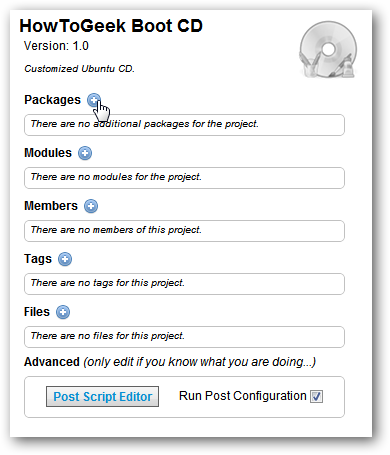 HowToGeek Boot CD
Version: 1.0
Customized Ubuntu CD.
Packages
There are no additional packages for the project.
Modules
There are no modules for the project.
Members
There are no members of this project.
Tags
There are no tags for this project.
Files
There are no files for this project.
Advanced (only edit if you know what you are doing...)
Post Script Editor Run Post Configuration